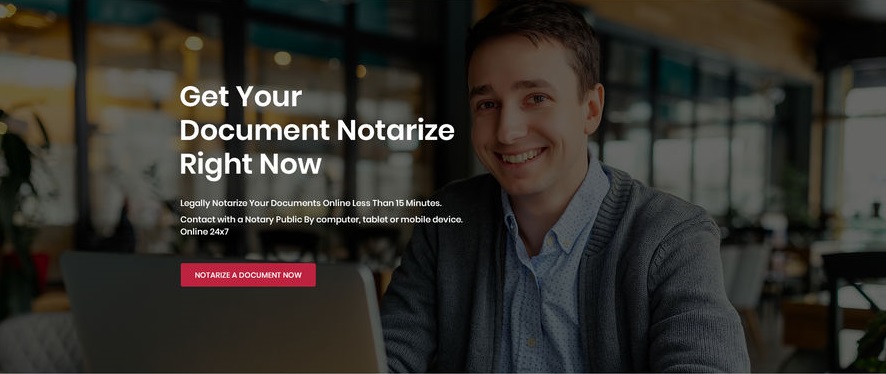 Get Your
Document Notarize
Right Now
Legally Notarize Your Documents Online Less Than 15 Minutes.
Contact with a Notary Public By computer, tablet or mobile device.
Online 24x7
NOTARIZE A DOCUMENT NOW